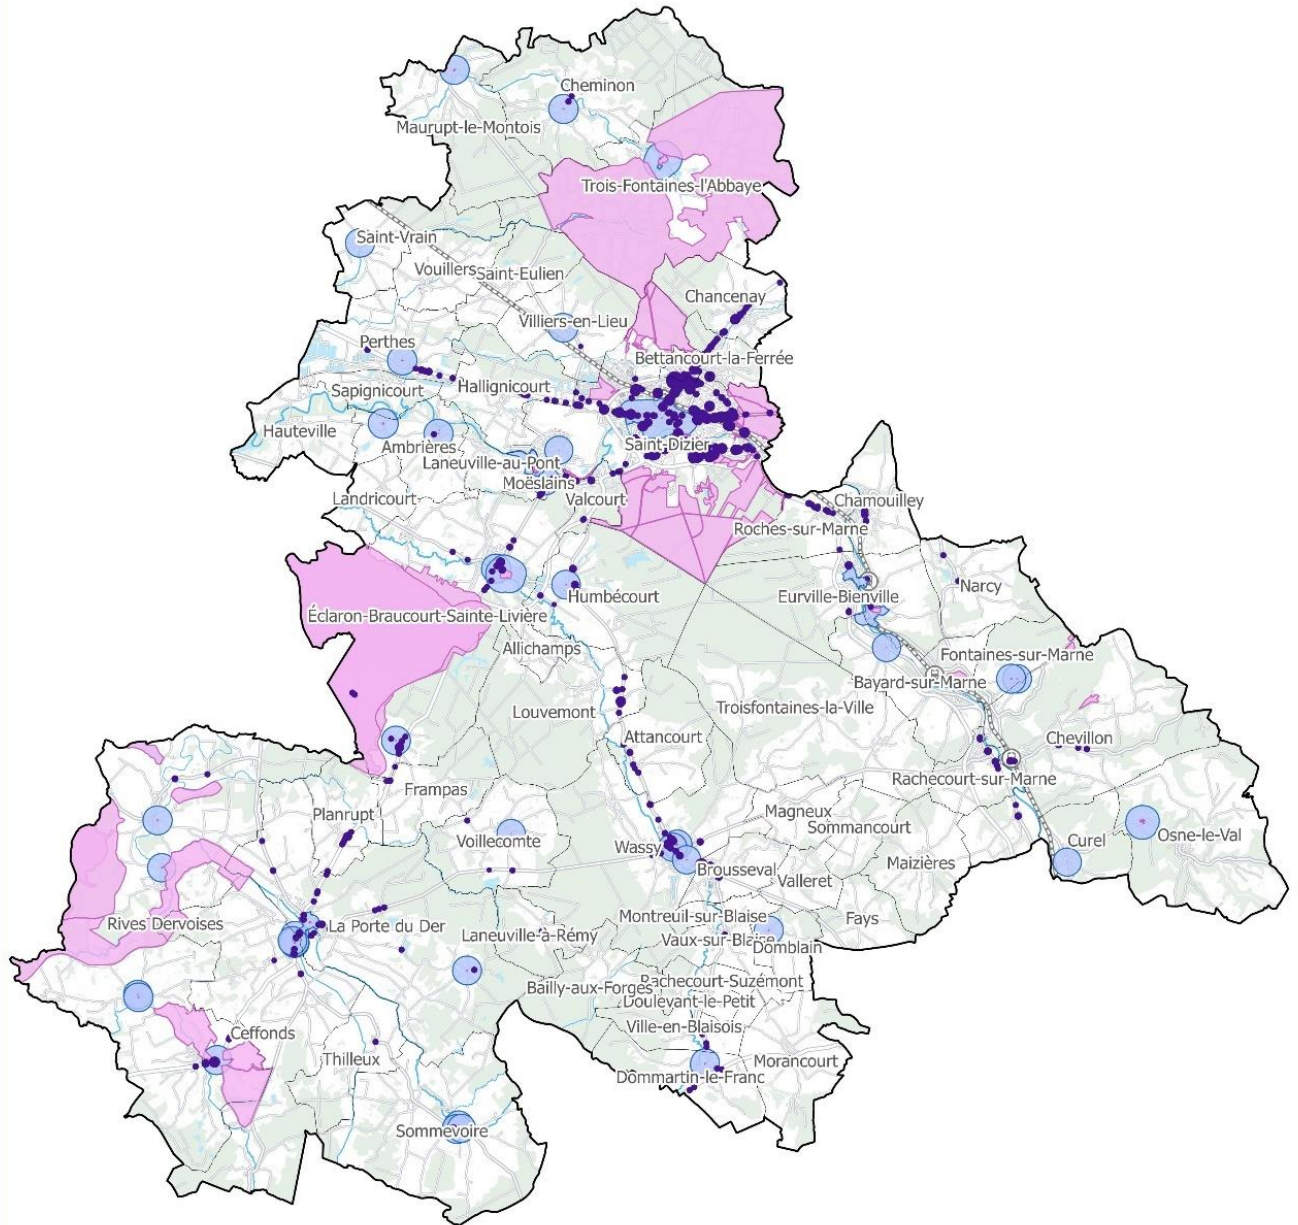 Cheminon
Maurupt-le-Montois
Trois-Fontaines-l'Abbaye
Saint-Vrain
Vouillers
Saint-Eulien
Chancenay
Villiers-en-Lieu
Perthes
Bettancourt-la-Ferrée
Hallignicourt
Sapignicourt
Hauteville
Ambrières
Saint-Dizier
Laneuville-au-Pont
Moëslains
Landricourt
Valcourt
Chamouilley
Roches-sur-Marne
Narcy
Humbécourt
Eurville-Bienville
Éclaron-Braucourt-Sainte-Livière
Allichamps
Fontaines-sur-Marne
Bayard-sur-Marne
Troisfontaines-la-Ville
Louvemont
Attancourt
Chevillon
Rachecourt-sur-Marne
Frampas
Planrupt
Magneux
Sommancourt
Voillecomte
Wassy
Curel
Osne-le-Val
Maizières
Brousseval
Valleret
Montreuil-sur-Blaise
Fays
Rives Dervoises
La Porte du Der
Laneuville-à-Rémy
Vaux-sur-Blaise
Domblain
Rachecourt-Suzémont
Bailly-aux-Forges
Doulevant-le-Petit
Ville-en-Blaisois
Ceffonds
Thilleux
Morancourt
Dommartin-le-Franc
Sommevoire